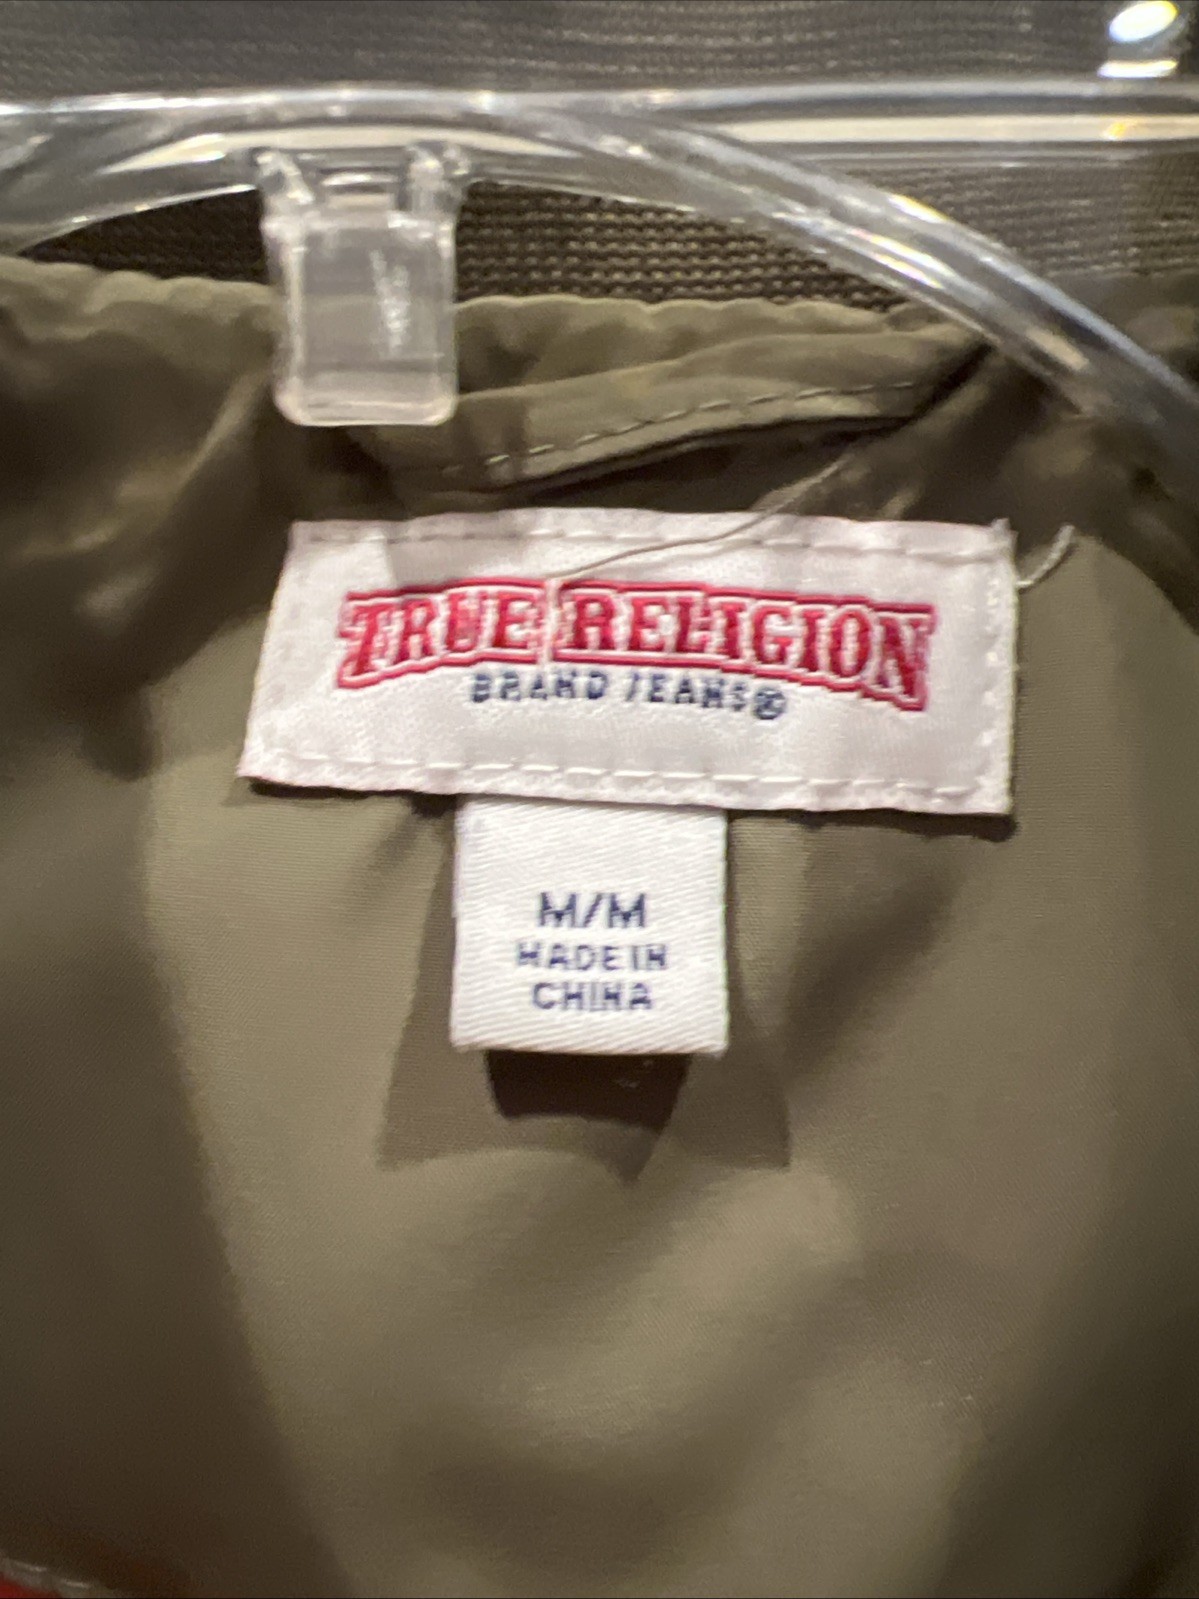 TRUE RELIGION
BRAND JEANS®
M/M
MADE IN
CHINA